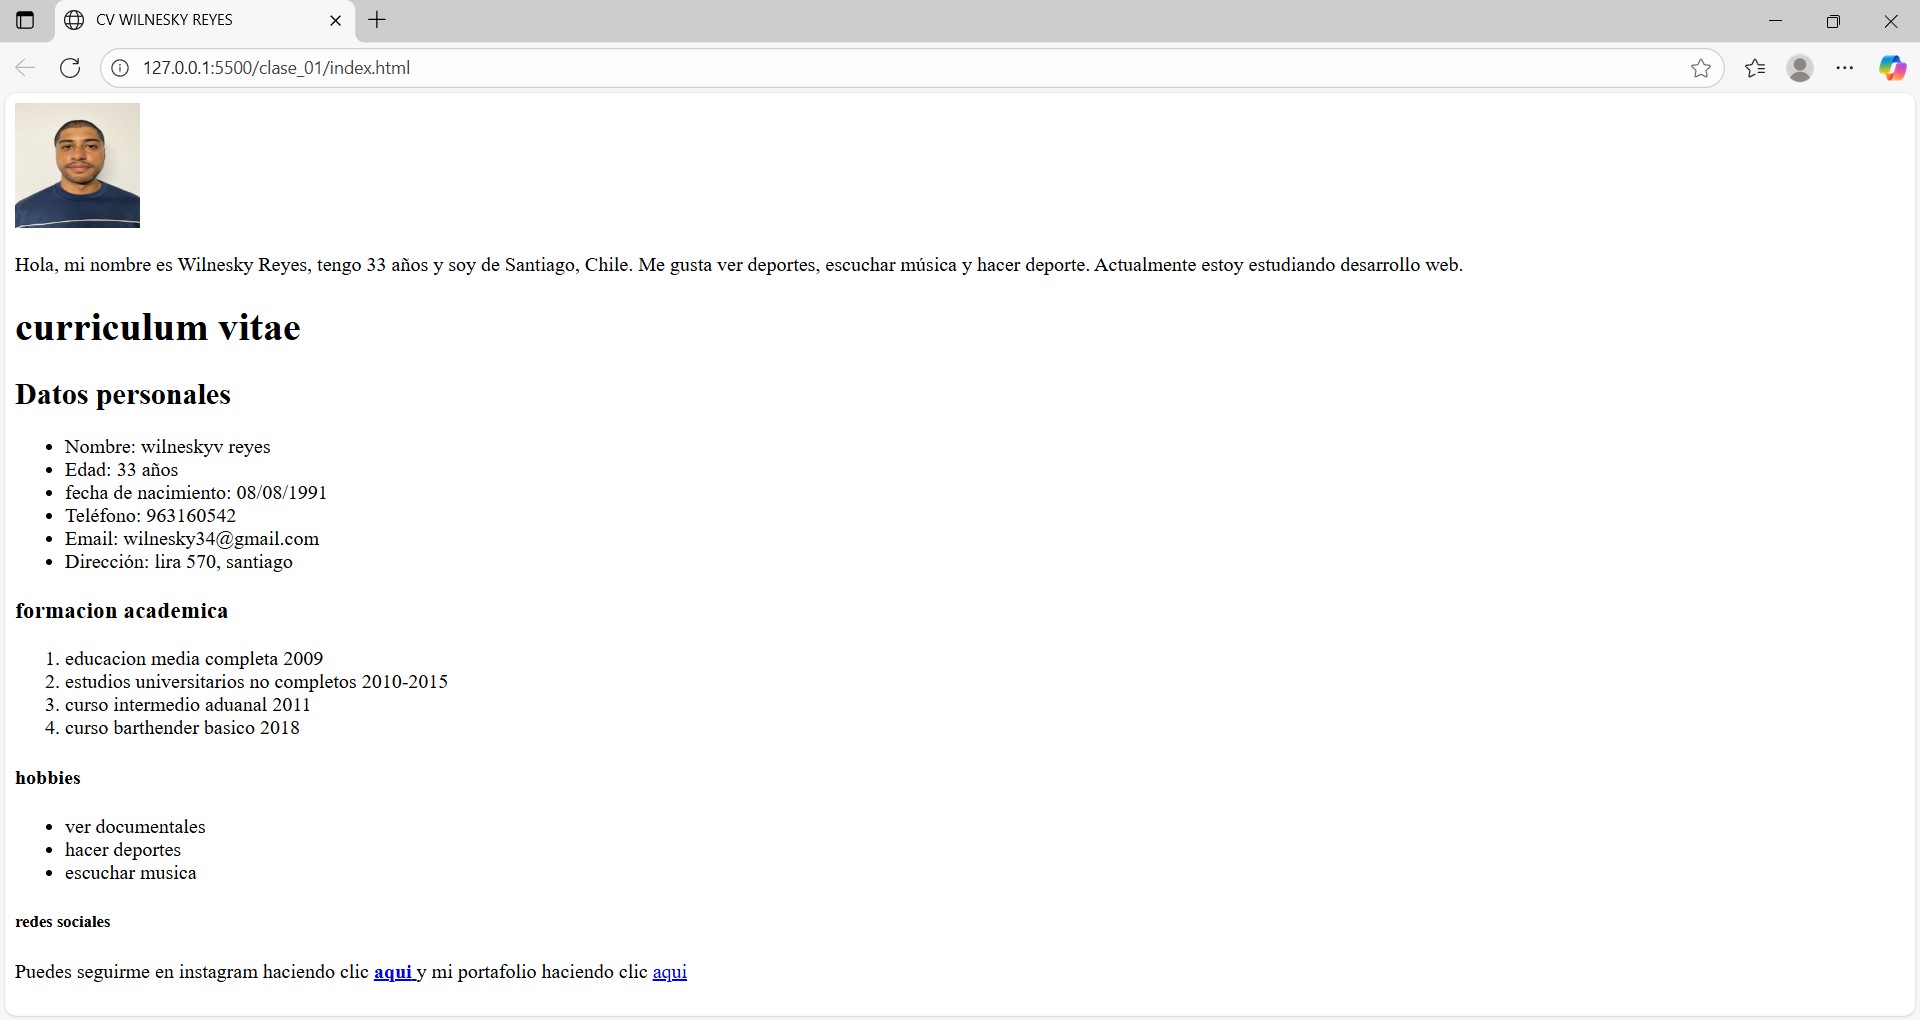 CV WILNESKY REYES
127.0.0.1:5500/clase_01/index.html
Hola, mi nombre es Wilnesky Reyes, tengo 33 años y soy de Santiago, Chile. Me gusta ver deportes, escuchar música y hacer deporte. Actualmente estoy estudiando desarrollo web.
curriculum vitae
Datos personales
• Nombre: wilneskyv reyes
• Edad: 33 años
• fecha de nacimiento: 08/08/1991
• Teléfono: 963160542
• Email: wilnesky34@gmail.com
• Dirección: lira 570, santiago
formacion academica
1. educacion media completa 2009
2. estudios universitarios no completos 2010-2015
3. curso intermedio aduanal 2011
4. curso barthender basico 2018
hobbies
• ver documentales
• hacer deportes
• escuchar musica
redes sociales
Puedes seguirme en instagram haciendo clic aqui y mi portafolio haciendo clic aqui